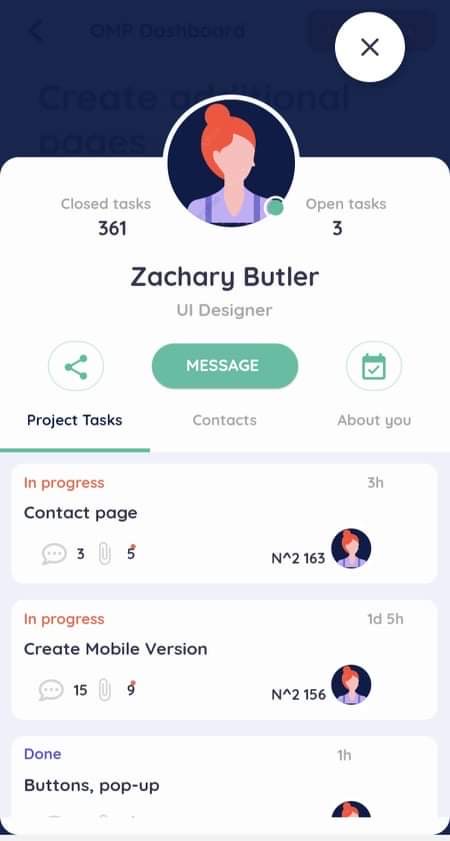 OMP Dashboard
Create additional
pages
Closed tasks
361
Open tasks
3
Zachary Butler
UI Designer
MESSAGE
Project Tasks
Contacts
About you
In progress
3h
Contact page
3
5
N^2 163
In progress
1d 5h
Create Mobile Version
15
9
N^2 156
Done
1h
Buttons, pop-up